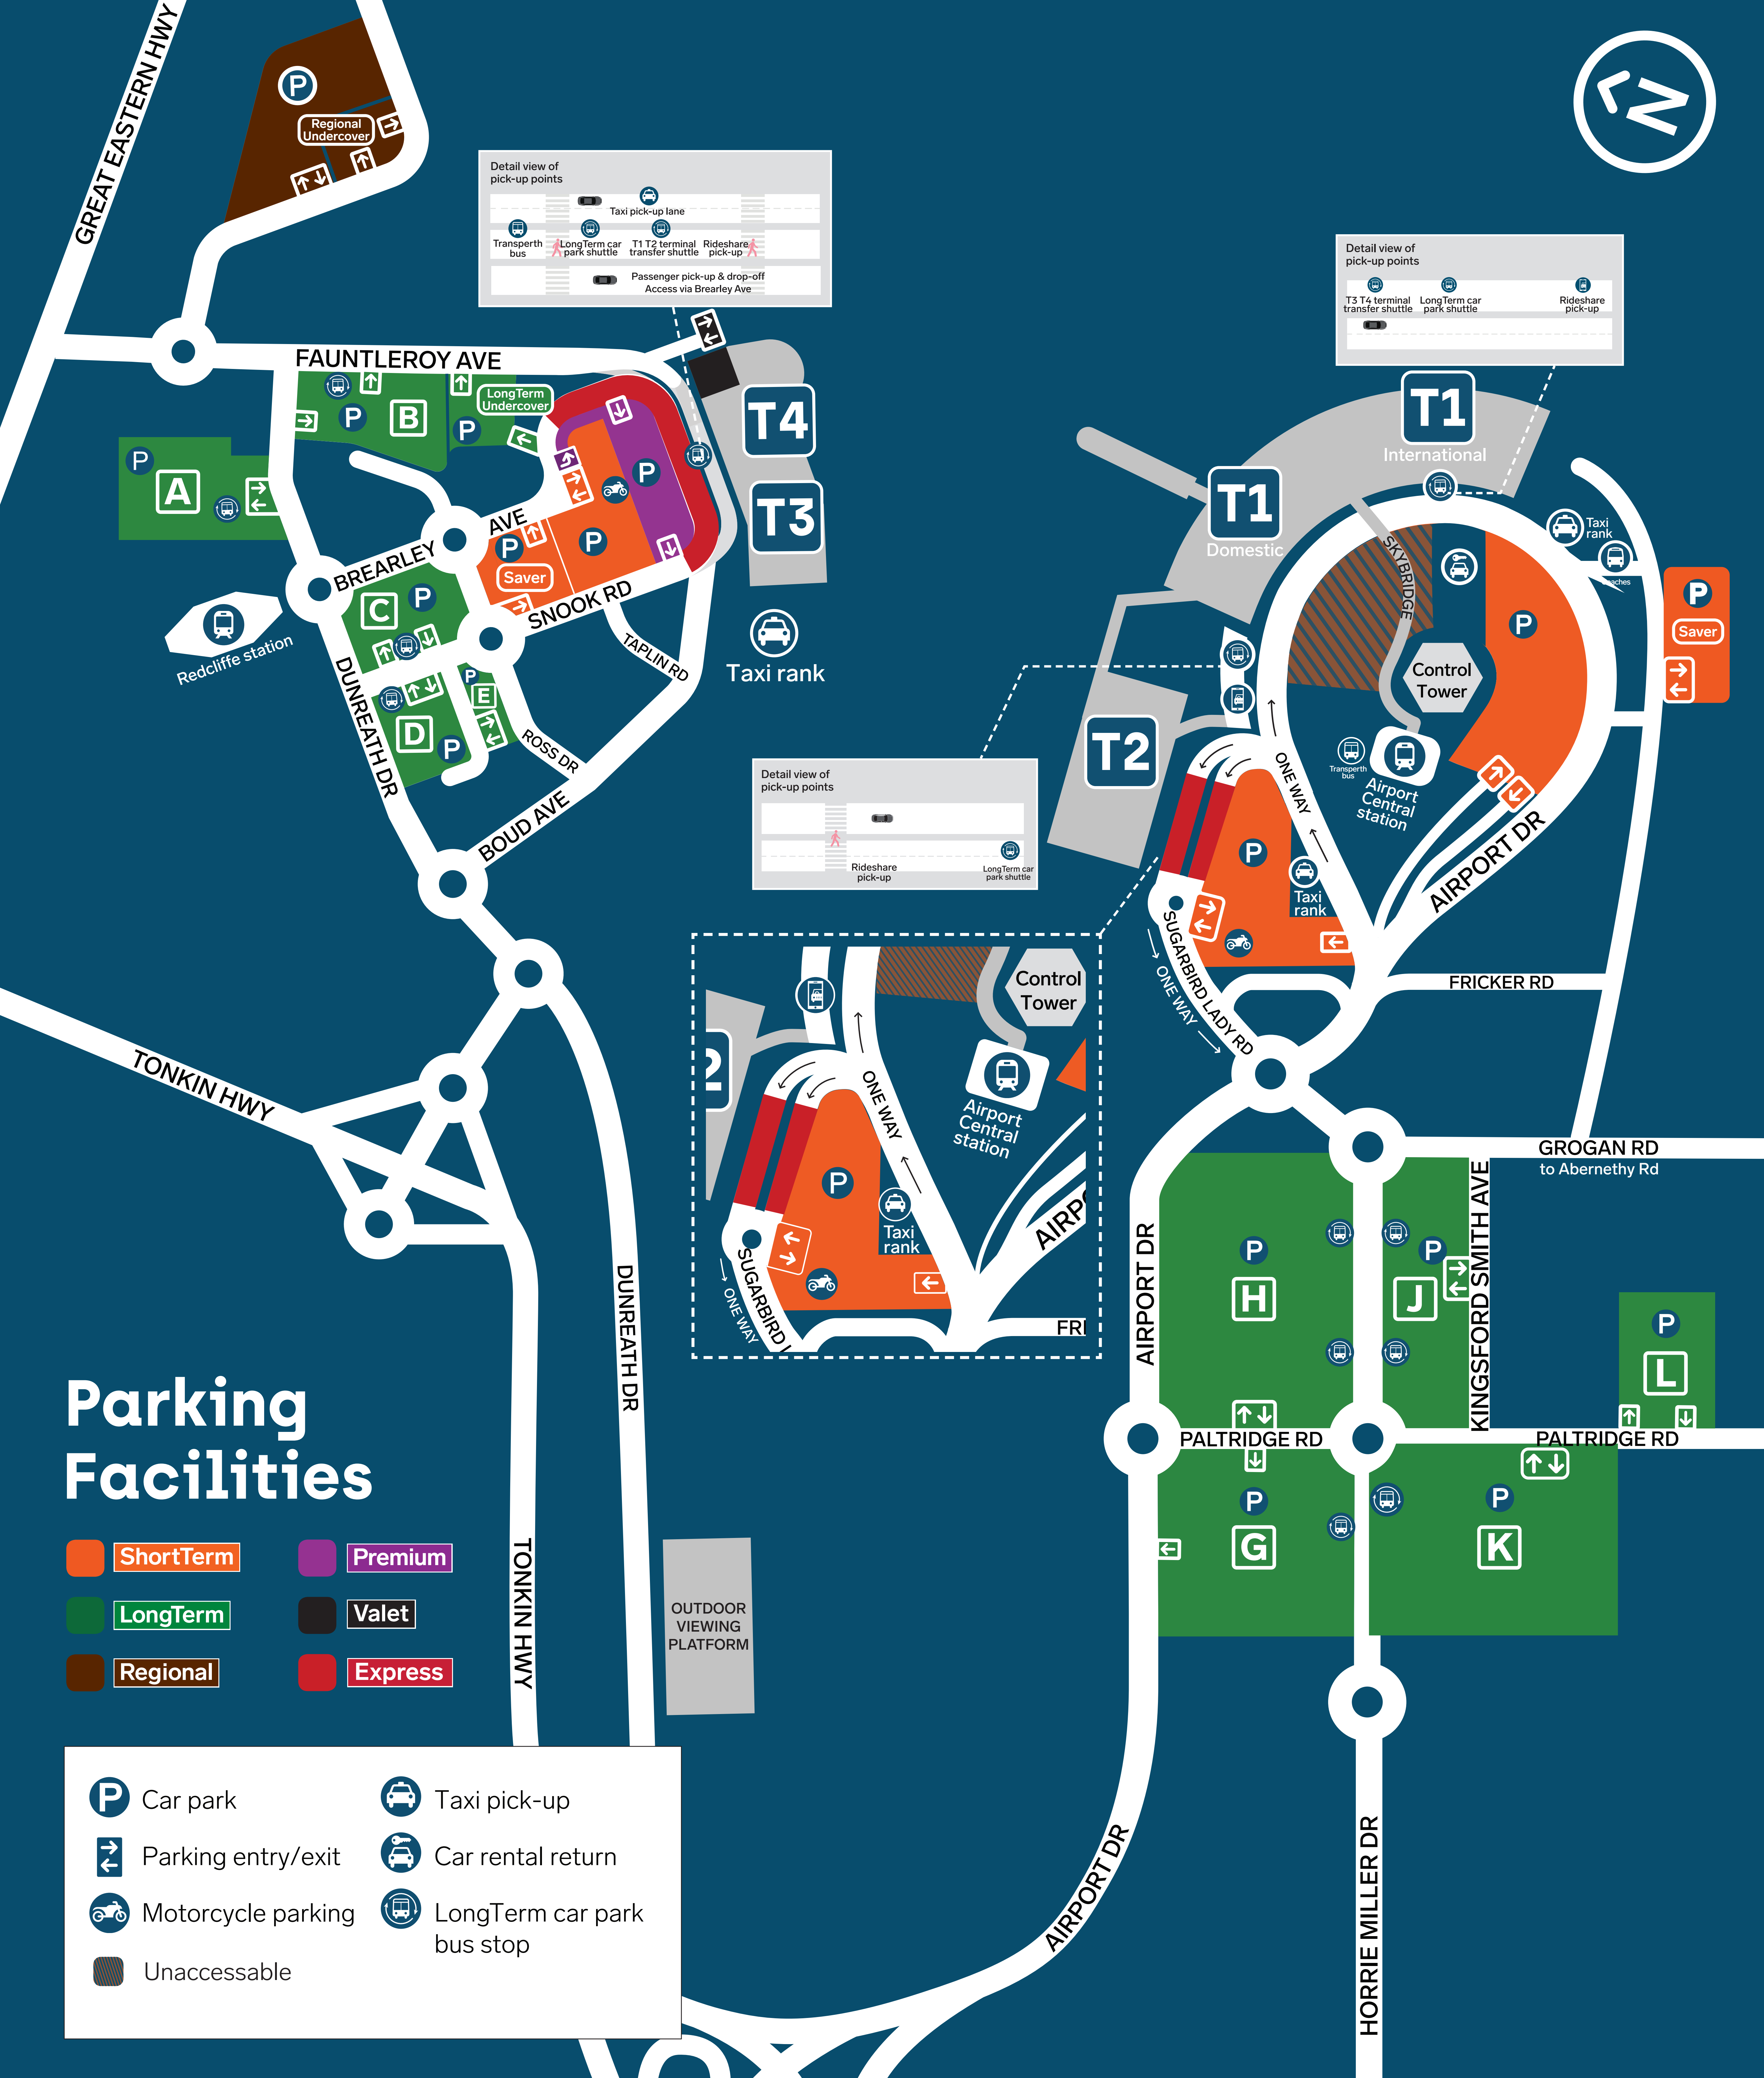 GREAT EASTERN HWY
P
Regional
Undercover
N
Detail view of
pick-up points
Taxi pick-up lane
Transperth
bus
LongTerm car
park shuttle
T1 T2 terminal
transfer shuttle
Rideshare
pick-up
Passenger pick-up & drop-off
Access via Brearley Ave
Detail view of
pick-up points
T3 T4 terminal
transfer shuttle
LongTerm car
park shuttle
Rideshare
pick-up
FAUNTLEROY AVE
LongTerm
Undercover
P
B
P
P
A
T4
T3
P
P
P
Saver
BREARLEY
AVE
SNOOK RD
TAPLIN RD
Taxi rank
Redcliffe station
C
P
P
E
D
P
DUNREATH DR
ROSS DR
BOUD AVE
T1
International
T1
Domestic
SKYBRIDGE
Taxi
rank
P
Saver
P
Control
Tower
T2
Transperth
bus
Airport
Central
station
ONE WAY
AIRPORT DR
P
Taxi
rank
Detail view of
pick-up points
Rideshare
pick-up
LongTerm car
park shuttle
SUGARBIRD LADY RD
ONE WAY
FRICKER RD
Control
Tower
2
ONE WAY
Airport
Central
station
P
Taxi
rank
AIRPO
SUGARBIRD L
ONE WAY
FRI
TONKIN HWY
GROGAN RD
to Abernethy Rd
AIRPORT DR
P
H
P
J
KINGSFORD SMITH AVE
P
L
PALTRIDGE RD
PALTRIDGE RD
P
G
P
K
DUNREATH DR
TONKIN HWY
OUTDOOR
VIEWING
PLATFORM
AIRPORT DR
HORRIE MILLER DR
Parking
Facilities
ShortTerm
Premium
LongTerm
Valet
Regional
Express
P
Car park
Taxi pick-up
Parking entry/exit
Car rental return
Motorcycle parking
LongTerm car park
bus stop
Unaccessable